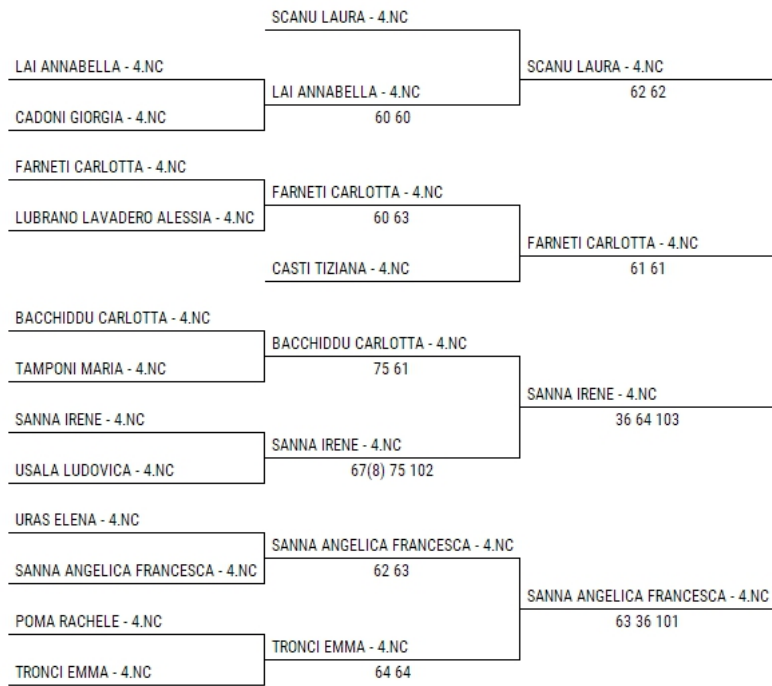 SCANU LAURA - 4.NC
LAI ANNABELLA - 4.NC
SCANU LAURA - 4.NC
62 62
LAI ANNABELLA - 4.NC
60 60
CADONI GIORGIA - 4.NC
FARNETI CARLOTTA - 4.NC
FARNETI CARLOTTA - 4.NC
60 63
LUBRANO LAVADERO ALESSIA - 4.NC
FARNETI CARLOTTA - 4.NC
61 61
CASTI TIZIANA - 4.NC
BACCHIDDU CARLOTTA - 4.NC
BACCHIDDU CARLOTTA - 4.NC
75 61
TAMPONI MARIA - 4.NC
SANNA IRENE - 4.NC
36 64 103
SANNA IRENE - 4.NC
SANNA IRENE - 4.NC
67(8) 75 102
USALA LUDOVICA - 4.NC
URAS ELENA - 4.NC
SANNA ANGELICA FRANCESCA - 4.NC
62 63
SANNA ANGELICA FRANCESCA - 4.NC
SANNA ANGELICA FRANCESCA - 4.NC
63 36 101
POMA RACHELE - 4.NC
TRONCI EMMA - 4.NC
64 64
TRONCI EMMA - 4.NC